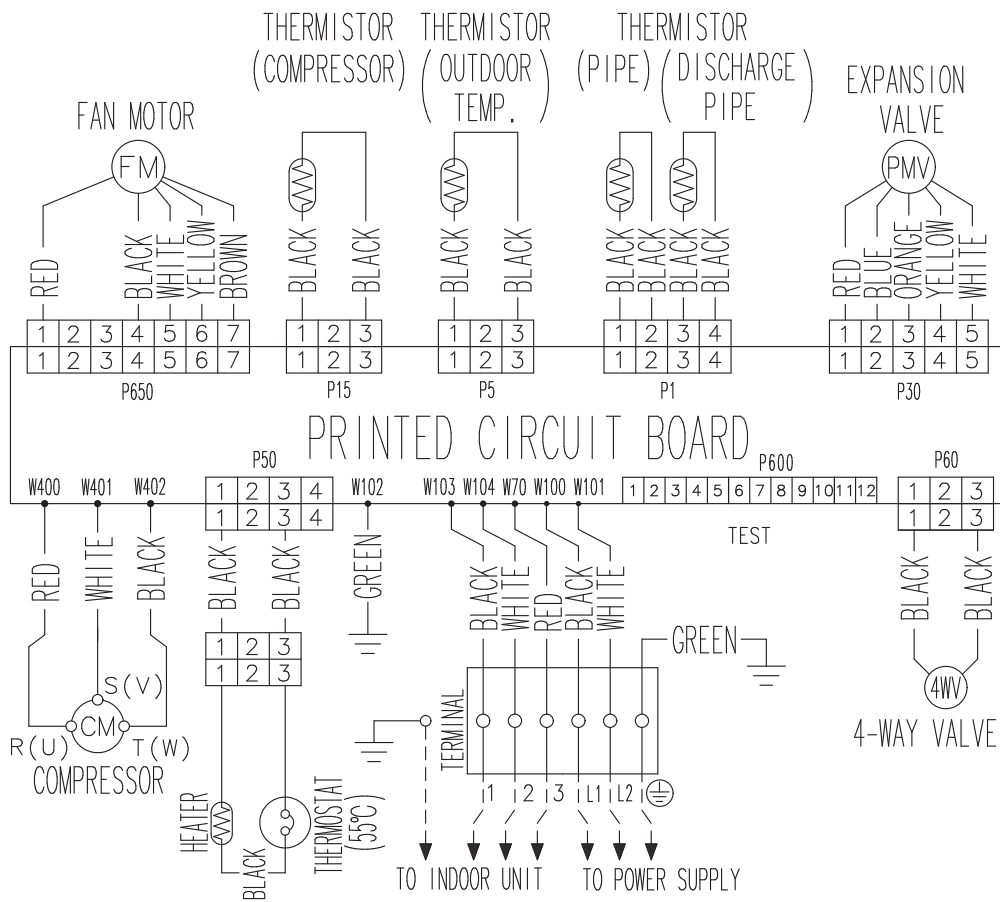 THERMISTOR THERMISTOR THERMISTOR
(COMPRESSOR) (OUTDOOR TEMP.) (PIPE) (DISCHARGE PIPE)
EXPANSION
VALVE
FAN MOTOR
FM PMV
RED BLACK WHITE YELLOW BROWN
BLACK BLACK
BLACK BLACK
BLACK BLACK BLACK BLACK
RED BLUE ORANGE YELLOW WHITE
1 2 3 4 5 6 7
1 2 3 4 5 6 7
P650
1 2 3
1 2 3
P15
1 2 3
1 2 3
P5
1 2 3 4
1 2 3 4
P1
1 2 3 4 5
1 2 3 4 5
P30
PRINTED CIRCUIT BOARD
W400 W401 W402
P50
1 2 3 4
1 2 3 4
W102
W103 W104 W70 W100 W101
P600
1 2 3 4 5 6 7 8 9 10 11 12
TEST
P60
1 2 3
1 2 3
RED WHITE BLACK
BLACK BLACK
GREEN
BLACK WHITE RED BLACK WHITE
BLACK BLACK
1 2 3
1 2 3
GREEN
S(V)
CM
R(U) T(W)
COMPRESSOR
4WV
4-WAY VALVE
TERMINAL
1 2 3 L1 L2
HEATER
THERMOSTAT
(55°C)
BLACK
TO INDOOR UNIT TO POWER SUPPLY